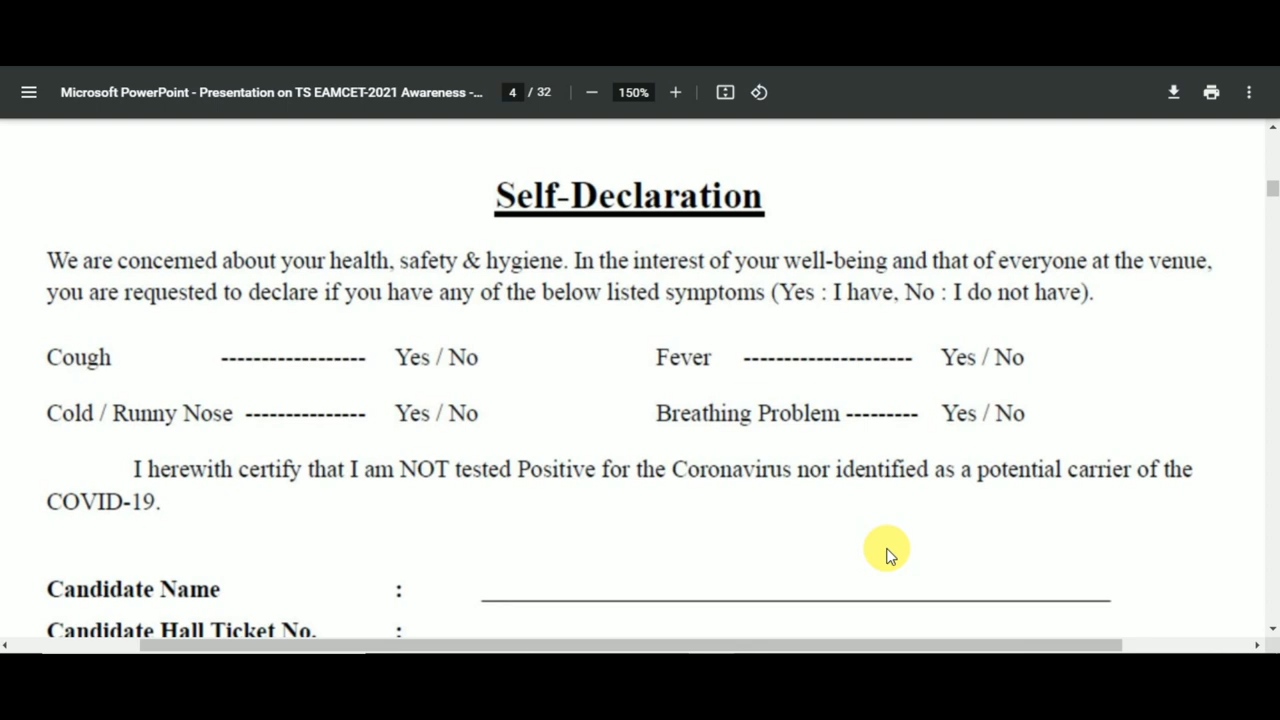 Microsoft PowerPoint - Presentation on TS EAMCET-2021 Awareness -... 4 / 32 150%
Self-Declaration
We are concerned about your health, safety & hygiene. In the interest of your well-being and that of everyone at the venue,
you are requested to declare if you have any of the below listed symptoms (Yes : I have, No : I do not have).
Cough ------------------ Yes / No Fever --------------------- Yes / No
Cold / Runny Nose --------------- Yes / No Breathing Problem --------- Yes / No
I herewith certify that I am NOT tested Positive for the Coronavirus nor identified as a potential carrier of the
COVID-19.
Candidate Name :
Candidate Hall Ticket No. :